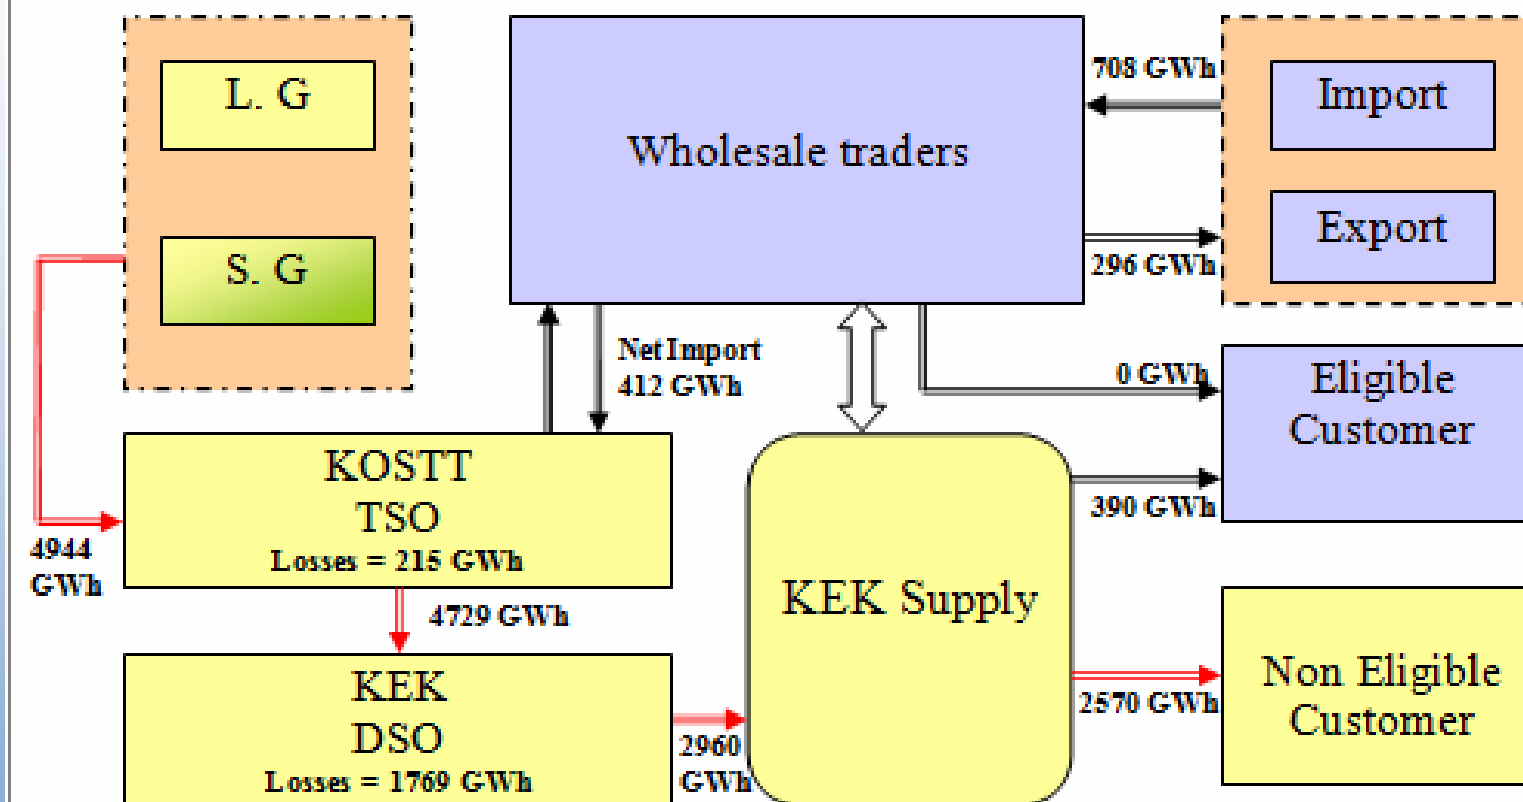 L. G
S. G
Wholesale traders
708 GWh
Import
Export
296 GWh
Net Import
412 GWh
0 GWh
Eligible
Customer
390 GWh
KOSTT
TSO
Losses = 215 GWh
4944
GWh
4729 GWh
KEK
DSO
Losses = 1769 GWh
2960
GWh
KEK Supply
2570 GWh
Non Eligible
Customer